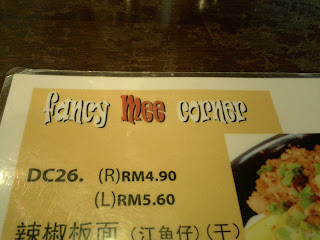 fancy mee corner
DC26. (R)RM4.90
(L)RM5.60
辣椒板面 (江鱼仔) (干)